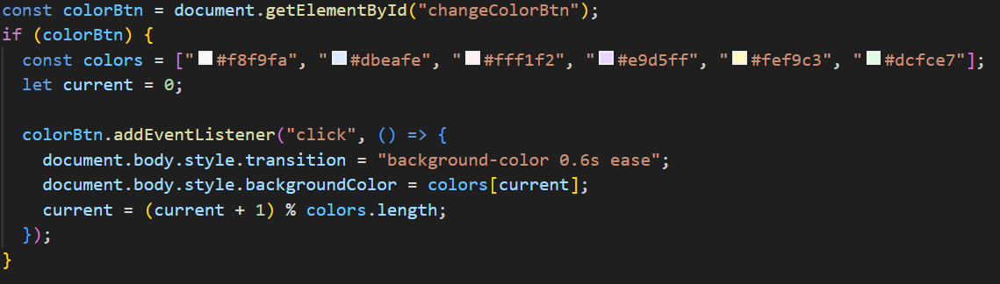 const colorBtn = document.getElementById("changeColorBtn");
if (colorBtn) {
  const colors = ["#f8f9fa", "#dbeafe", "#fff1f2", "#e9d5ff", "#fef9c3", "#dcfce7"];
  let current = 0;

  colorBtn.addEventListener("click", () => {
    document.body.style.transition = "background-color 0.6s ease";
    document.body.style.backgroundColor = colors[current];
    current = (current + 1) % colors.length;
  });
}